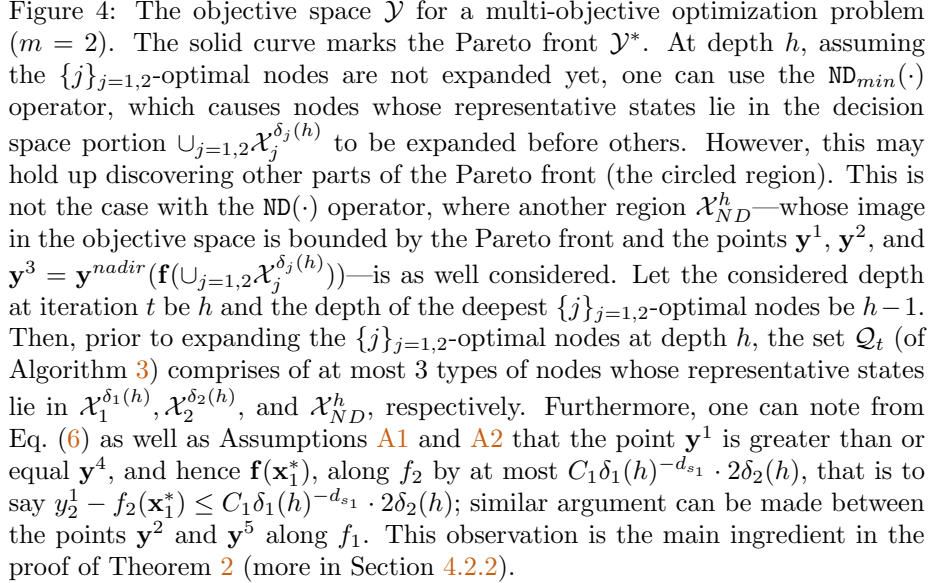 Figure 4: The objective space 𝒴 for a multi-objective optimization problem
(m = 2). The solid curve marks the Pareto front 𝒴*. At depth h, assuming
the {j}_{j=1,2}-optimal nodes are not expanded yet, one can use the ND_{min}(·)
operator, which causes nodes whose representative states lie in the decision
space portion ∪_{j=1,2}𝒳_j^{δ_j(h)} to be expanded before others. However, this may
hold up discovering other parts of the Pareto front (the circled region). This is
not the case with the ND(·) operator, where another region 𝒳_{ND}^h—whose image
in the objective space is bounded by the Pareto front and the points y^1, y^2, and
y^3 = y^{nadir}(f(∪_{j=1,2}𝒳_j^{δ_j(h)}))—is as well considered. Let the considered depth
at iteration t be h and the depth of the deepest {j}_{j=1,2}-optimal nodes be h−1.
Then, prior to expanding the {j}_{j=1,2}-optimal nodes at depth h, the set 𝒬_t (of
Algorithm 3) comprises of at most 3 types of nodes whose representative states
lie in 𝒳_1^{δ_1(h)}, 𝒳_2^{δ_2(h)}, and 𝒳_{ND}^h, respectively. Furthermore, one can note from
Eq. (6) as well as Assumptions A1 and A2 that the point y^1 is greater than or
equal y^4, and hence f(x_1^*), along f_2 by at most C_1δ_1(h)^{−d_{s_1}} · 2δ_2(h), that is to
say y_2^1 − f_2(x_1^*) ≤ C_1δ_1(h)^{−d_{s_1}} · 2δ_2(h); similar argument can be made between
the points y^2 and y^5 along f_1. This observation is the main ingredient in the
proof of Theorem 2 (more in Section 4.2.2).